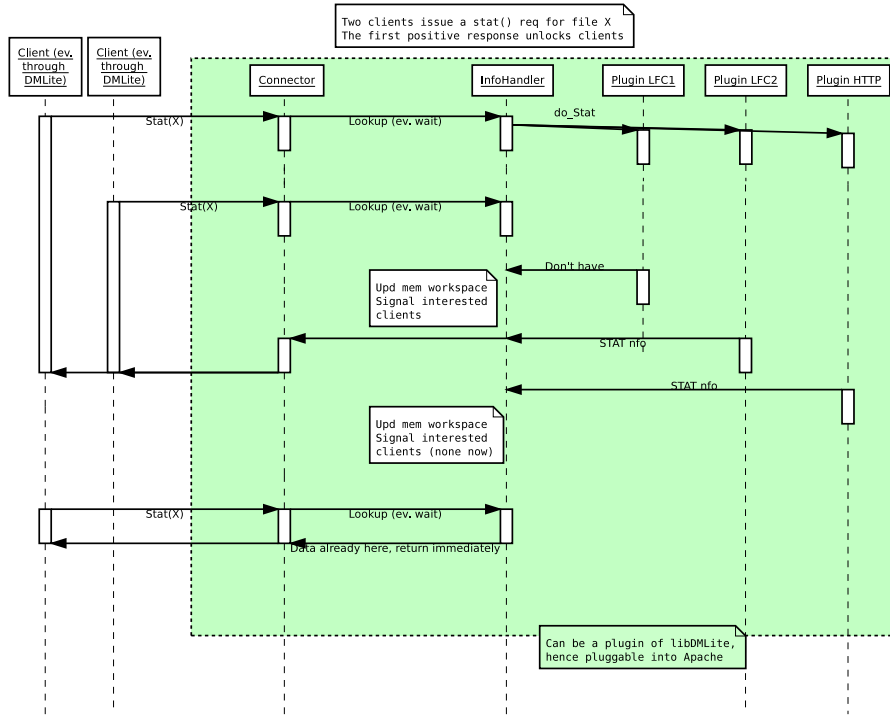 Two clients issue a stat() req for file X
The first positive response unlocks clients
Client (ev.
through
DMLite)
Client (ev.
through
DMLite)
Connector
InfoHandler
Plugin LFC1
Plugin LFC2
Plugin HTTP
Stat(X)
Lookup (ev. wait)
do_Stat
Stat(X)
Lookup (ev. wait)
Don't have
Upd mem workspace
Signal interested
clients
STAT nfo
STAT nfo
Upd mem workspace
Signal interested
clients (none now)
Stat(X)
Lookup (ev. wait)
Data already here, return immediately
Can be a plugin of libDMLite,
hence pluggable into Apache